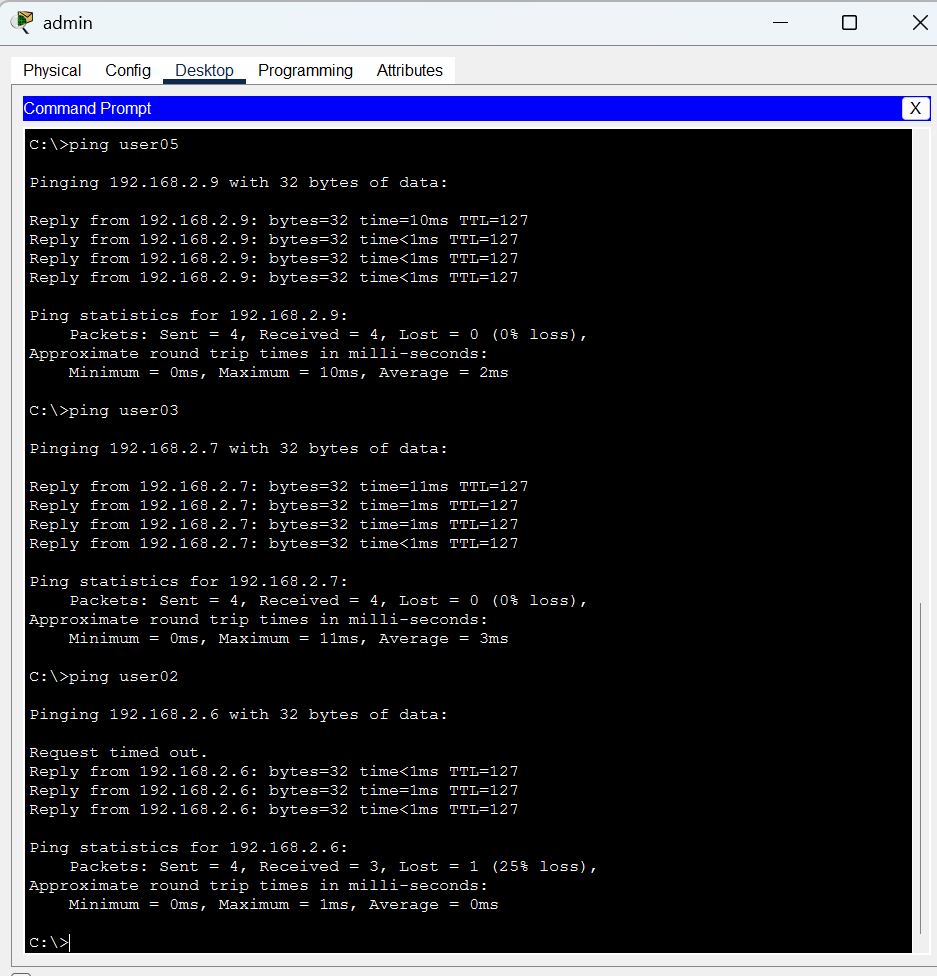 admin
Physical Config Desktop Programming Attributes
Command Prompt X
C:\>ping user05
Pinging 192.168.2.9 with 32 bytes of data:
Reply from 192.168.2.9: bytes=32 time=10ms TTL=127
Reply from 192.168.2.9: bytes=32 time<1ms TTL=127
Reply from 192.168.2.9: bytes=32 time<1ms TTL=127
Reply from 192.168.2.9: bytes=32 time<1ms TTL=127
Ping statistics for 192.168.2.9:
    Packets: Sent = 4, Received = 4, Lost = 0 (0% loss),
Approximate round trip times in milli-seconds:
    Minimum = 0ms, Maximum = 10ms, Average = 2ms
C:\>ping user03
Pinging 192.168.2.7 with 32 bytes of data:
Reply from 192.168.2.7: bytes=32 time=11ms TTL=127
Reply from 192.168.2.7: bytes=32 time=1ms TTL=127
Reply from 192.168.2.7: bytes=32 time=1ms TTL=127
Reply from 192.168.2.7: bytes=32 time<1ms TTL=127
Ping statistics for 192.168.2.7:
    Packets: Sent = 4, Received = 4, Lost = 0 (0% loss),
Approximate round trip times in milli-seconds:
    Minimum = 0ms, Maximum = 11ms, Average = 3ms
C:\>ping user02
Pinging 192.168.2.6 with 32 bytes of data:
Request timed out.
Reply from 192.168.2.6: bytes=32 time<1ms TTL=127
Reply from 192.168.2.6: bytes=32 time=1ms TTL=127
Reply from 192.168.2.6: bytes=32 time<1ms TTL=127
Ping statistics for 192.168.2.6:
    Packets: Sent = 4, Received = 3, Lost = 1 (25% loss),
Approximate round trip times in milli-seconds:
    Minimum = 0ms, Maximum = 1ms, Average = 0ms
C:\>